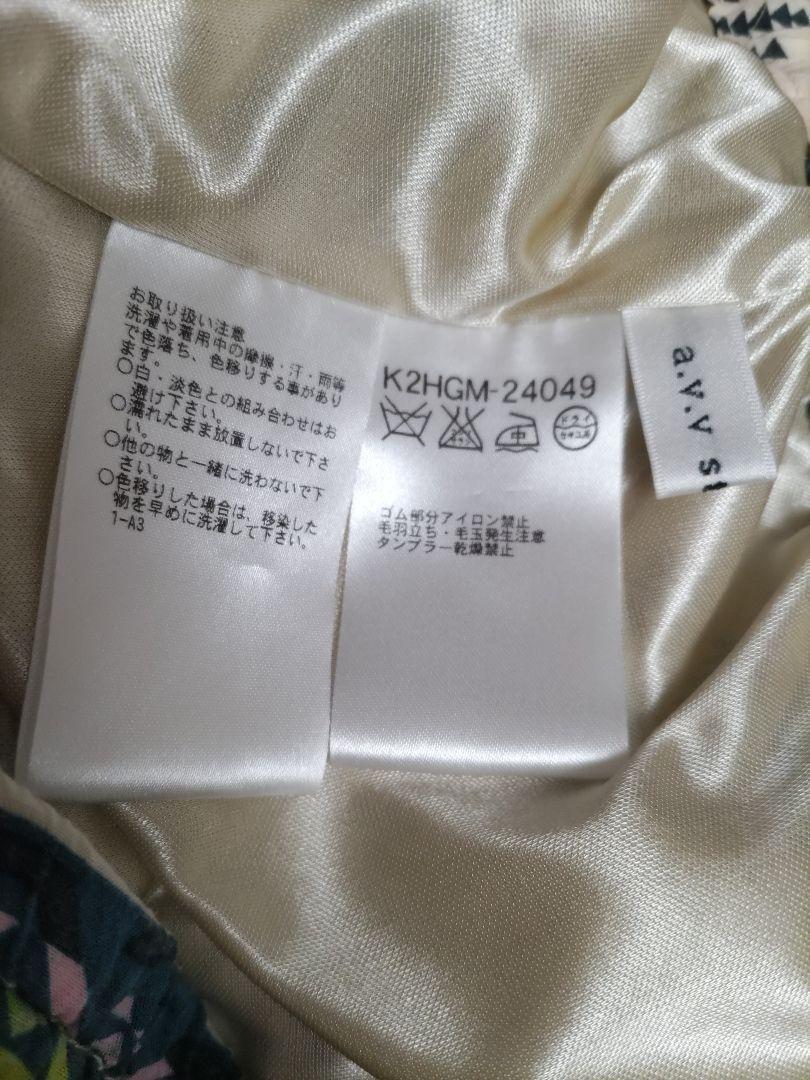 お取り扱い注意
洗濯や着用中の摩擦・汗・雨等
で色落ち、色移りする事があり
ます。
○白・淡色との組み合わせはお
避け下さい。
○濡れたまま放置しないで下さ
い。
○他の物と一緒に洗わないで下
さい。
○色移りした場合は、移染した
物を早めに洗濯して下さい。
1-A3
K2HGM-24049
中
ドライ
セキユ系
ゴム部分アイロン禁止
毛羽立ち・毛玉発生注意
タンブラー乾燥禁止
a.v.v st